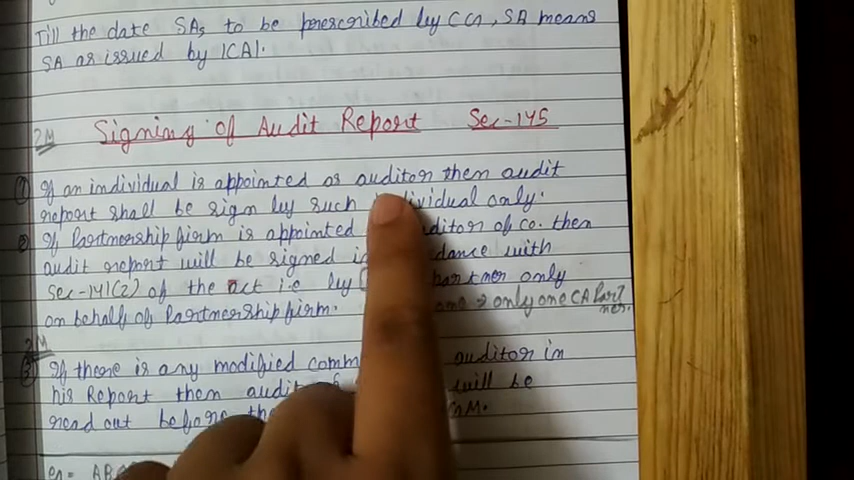 Till the date SAs to be prescribed by CG, SA means
SA as issued by ICAI.
2M Signing of Audit Report Sec-145
① If an individual is appointed as auditor then audit
report shall be sign by such individual only.
② If Partnership firm is appointed auditor of co. then
audit report will be signed in dance with
Sec-141(2) of the act i.e by partner only
on behalf of Partnership firm. only one CA Partner.
2M
③ If there is any modified comm auditor in
his Report then audit will be
read out before the